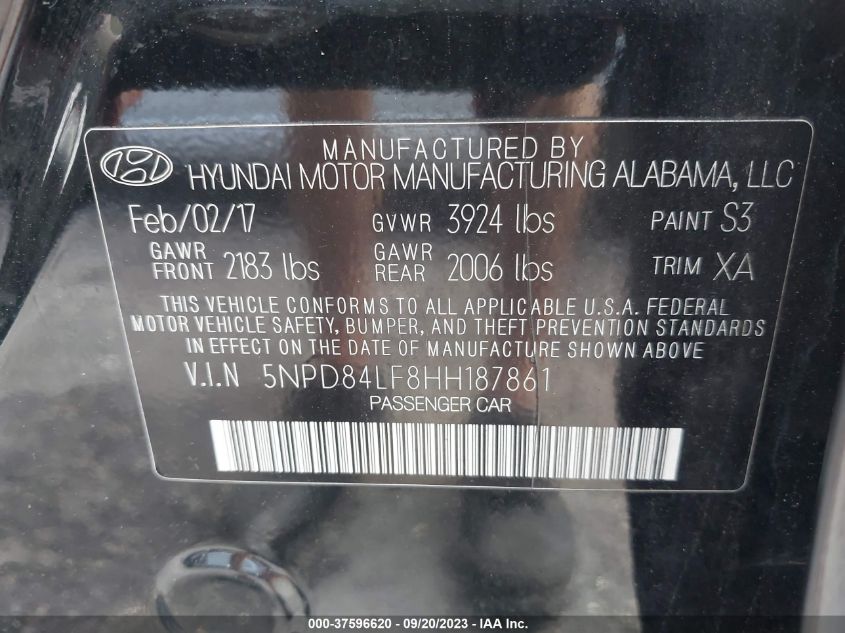 MANUFACTURED BY
HYUNDAI MOTOR MANUFACTURING ALABAMA, LLC
Feb/02/17 GVWR 3924 lbs PAINT S3
GAWR FRONT 2183 lbs GAWR REAR 2006 lbs TRIM XA
THIS VEHICLE CONFORMS TO ALL APPLICABLE U.S.A. FEDERAL
MOTOR VEHICLE SAFETY, BUMPER, AND THEFT PREVENTION STANDARDS
IN EFFECT ON THE DATE OF MANUFACTURE SHOWN ABOVE.
V.I.N 5NPD84LF8HH187861
PASSENGER CAR
000-37596620 - 09/20/2023 - IAA Inc.